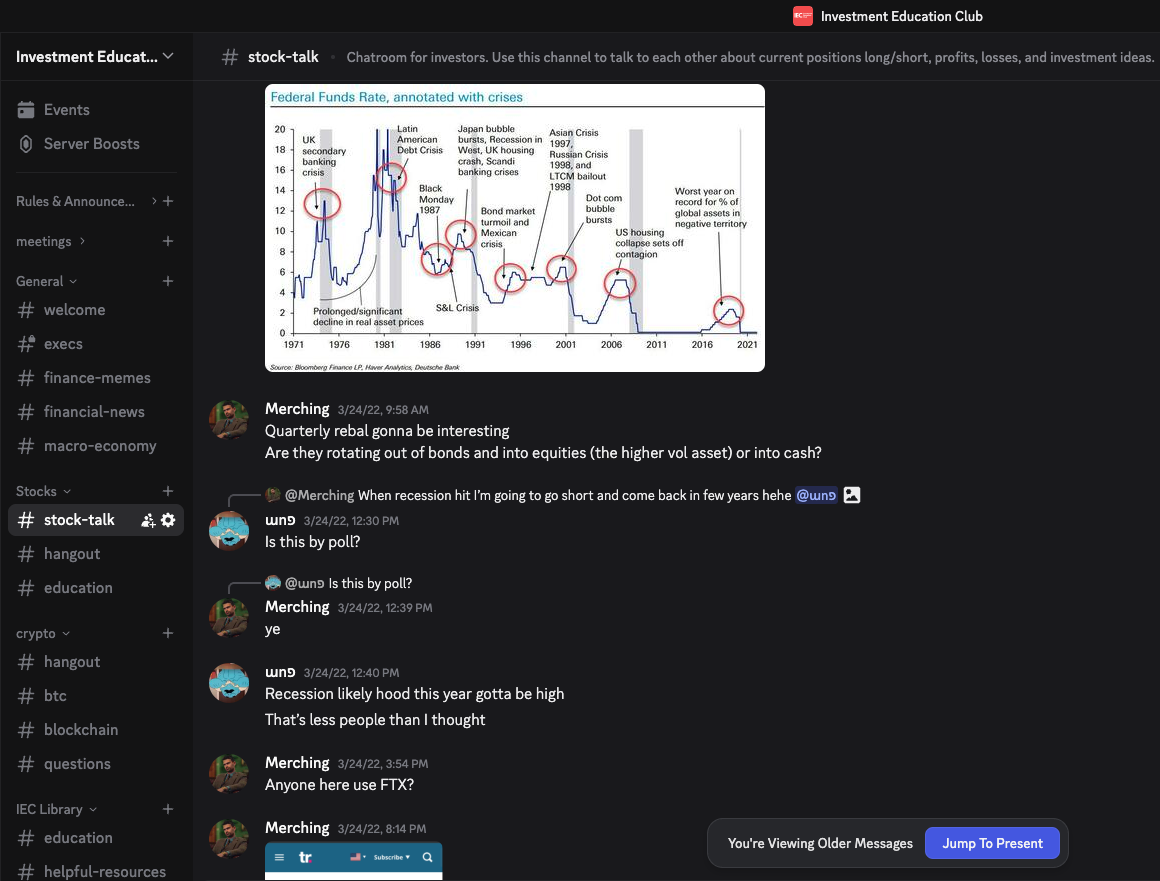 IEC
Investment Education Club
Investment Educat...
# stock-talk
Chatroom for investors. Use this channel to talk to each other about current positions long/short, profits, losses, and investment ideas.
Events
Server Boosts
Rules & Announce...
meetings
General
# welcome
# execs
# finance-memes
# financial-news
# macro-economy
Stocks
# stock-talk
# hangout
# education
crypto
# hangout
# btc
# blockchain
# questions
IEC Library
# education
# helpful-resources
Federal Funds Rate, annotated with crises
20
18
16
14
12
10
8
6
4
2
0
1971
1976
1981
1986
1991
1996
2001
2006
2011
2016
2021
UK
secondary
banking
crisis
Latin
American
Debt Crisis
Black
Monday
1987
Japan bubble
bursts, Recession in
West, UK housing
crash, Scandi
banking crises
Bond market
turmoil and
Mexican
crisis
Asian Crisis
1997,
Russian Crisis
1998, and
LTCM bailout
1998
Dot com
bubble
bursts
US housing
collapse sets off
contagion
Worst year on
record for % of
global assets in
negative territory
Prolonged/significant
decline in real asset prices
S&L Crisis
Source: Bloomberg Finance LP, Haver Analytics, Deutsche Bank
Merching 3/24/22, 9:58 AM
Quarterly rebal gonna be interesting
Are they rotating out of bonds and into equities (the higher vol asset) or into cash?
@Merching When recession hit I'm going to go short and come back in few years hehe @աոջ
աոջ 3/24/22, 12:30 PM
Is this by poll?
@աոջ Is this by poll?
Merching 3/24/22, 12:39 PM
ye
աոջ 3/24/22, 12:40 PM
Recession likely hood this year gotta be high
That's less people than I thought
Merching 3/24/22, 3:54 PM
Anyone here use FTX?
Merching 3/24/22, 8:14 PM
tr.
Subscribe
You're Viewing Older Messages
Jump To Present